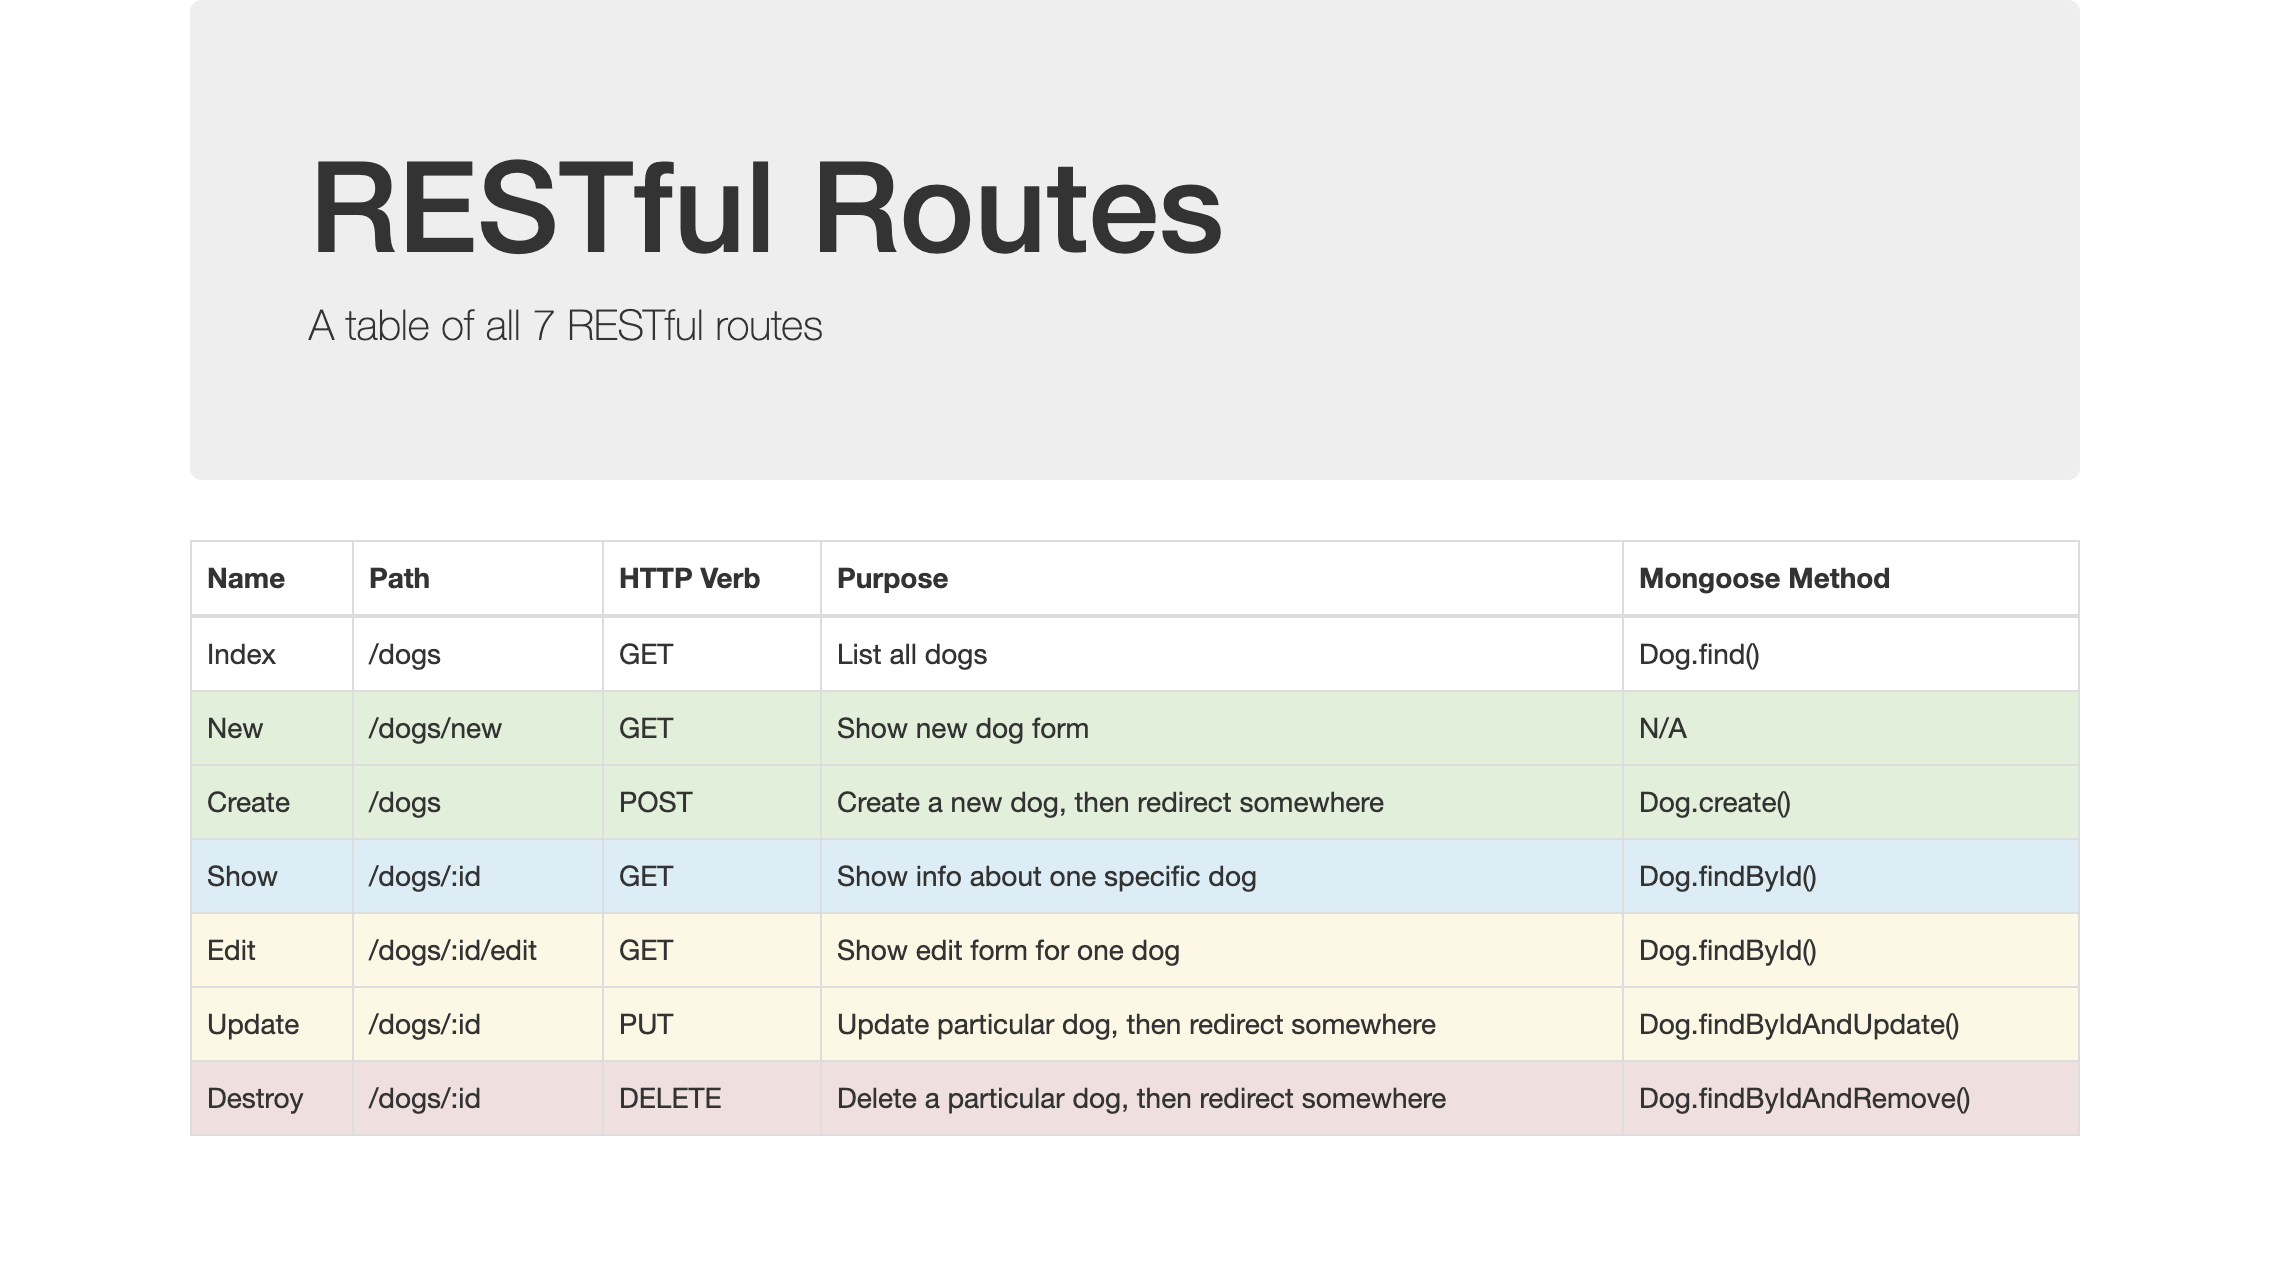 RESTful Routes
A table of all 7 RESTful routes
Name Path HTTP Verb Purpose Mongoose Method
Index /dogs GET List all dogs Dog.find()
New /dogs/new GET Show new dog form N/A
Create /dogs POST Create a new dog, then redirect somewhere Dog.create()
Show /dogs/:id GET Show info about one specific dog Dog.findById()
Edit /dogs/:id/edit GET Show edit form for one dog Dog.findById()
Update /dogs/:id PUT Update particular dog, then redirect somewhere Dog.findByIdAndUpdate()
Destroy /dogs/:id DELETE Delete a particular dog, then redirect somewhere Dog.findByIdAndRemove()